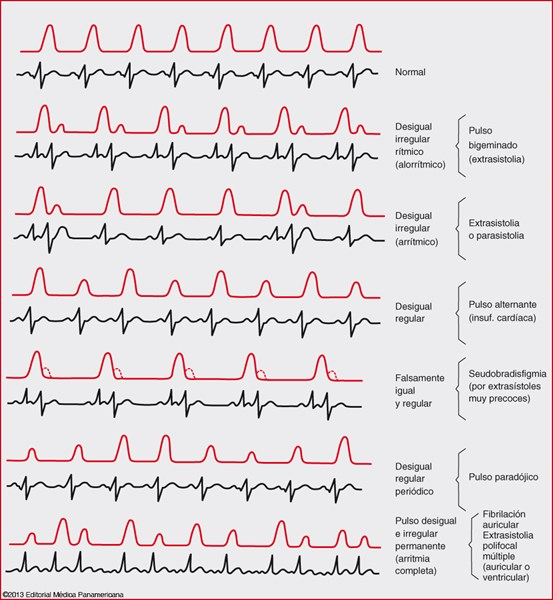 Normal
Desigual
irregular
rítmico
(alorrítmico)
Pulso
bigeminado
(extrasistolia)
Desigual
irregular
(arrítmico)
Extrasistolia
o parasistolia
Desigual
regular
Pulso alternante
(insuf. cardíaca)
Falsamente
igual
y regular
Seudobradisfigmia
(por extrasístoles
muy precoces)
Desigual
regular
periódico
Pulso paradójico
Pulso desigual
e irregular
permanente
(arritmia
completa)
Fibrilación
auricular
Extrasistolia
polifocal
múltiple
(auricular o
ventricular)
©2013 Editorial Médica Panamericana